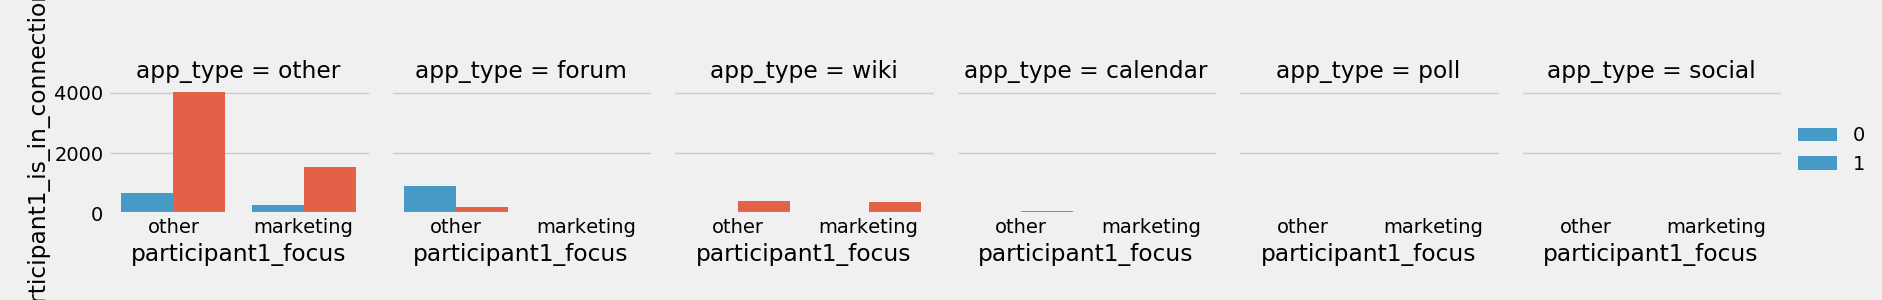 app_type = other
app_type = forum
app_type = wiki
app_type = calendar
app_type = poll
app_type = social
4000
2000
0
other marketing
other marketing
other marketing
other marketing
other marketing
other marketing
participant1_focus
participant1_focus
participant1_focus
participant1_focus
participant1_focus
participant1_focus
rticipant1_is_in_connection
0
1